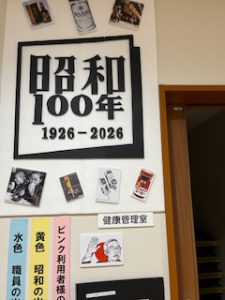 昭和
100年
1926-2026
健康管理室
ピンク 利用者様の
黄色 昭和の
水色 職員の